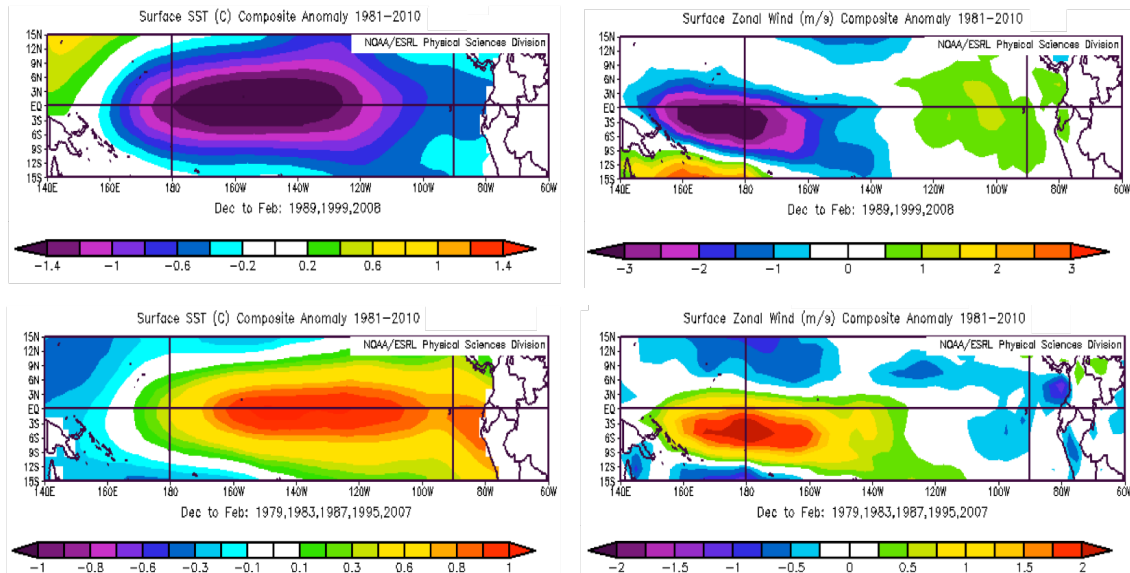 Surface SST (C) Composite Anomaly 1981-2010
NOAA/ESRL Physical Sciences Division
15N
12N
9N
6N
3N
EQ
3S
6S
9S
12S
15S
140E 160E 180 160W 140W 120W 100W 80W 60W
Dec to Feb: 1989,1999,2008
-1.4 -1 -0.6 -0.2 0.2 0.6 1 1.4
Surface Zonal Wind (m/s) Composite Anomaly 1981-2010
NOAA/ESRL Physical Sciences Division
15N
12N
9N
6N
3N
EQ
3S
6S
9S
12S
15S
140E 160E 180 160W 140W 120W 100W 80W 60W
Dec to Feb: 1989,1999,2008
-3 -2 -1 0 1 2 3
Surface SST (C) Composite Anomaly 1981-2010
NOAA/ESRL Physical Sciences Division
15N
12N
9N
6N
3N
EQ
3S
6S
9S
12S
15S
140E 160E 180 160W 140W 120W 100W 80W 60W
Dec to Feb: 1979,1983,1987,1995,2007
-1 -0.8 -0.6 -0.3 -0.1 0.1 0.3 0.6 0.8 1
Surface Zonal Wind (m/s) Composite Anomaly 1981-2010
NOAA/ESRL Physical Sciences Division
15N
12N
9N
6N
3N
EQ
3S
6S
9S
12S
15S
140E 160E 180 160W 140W 120W 100W 80W 60W
Dec to Feb: 1979,1983,1987,1995,2007
-2 -1.5 -1 -0.5 0 0.5 1 1.5 2